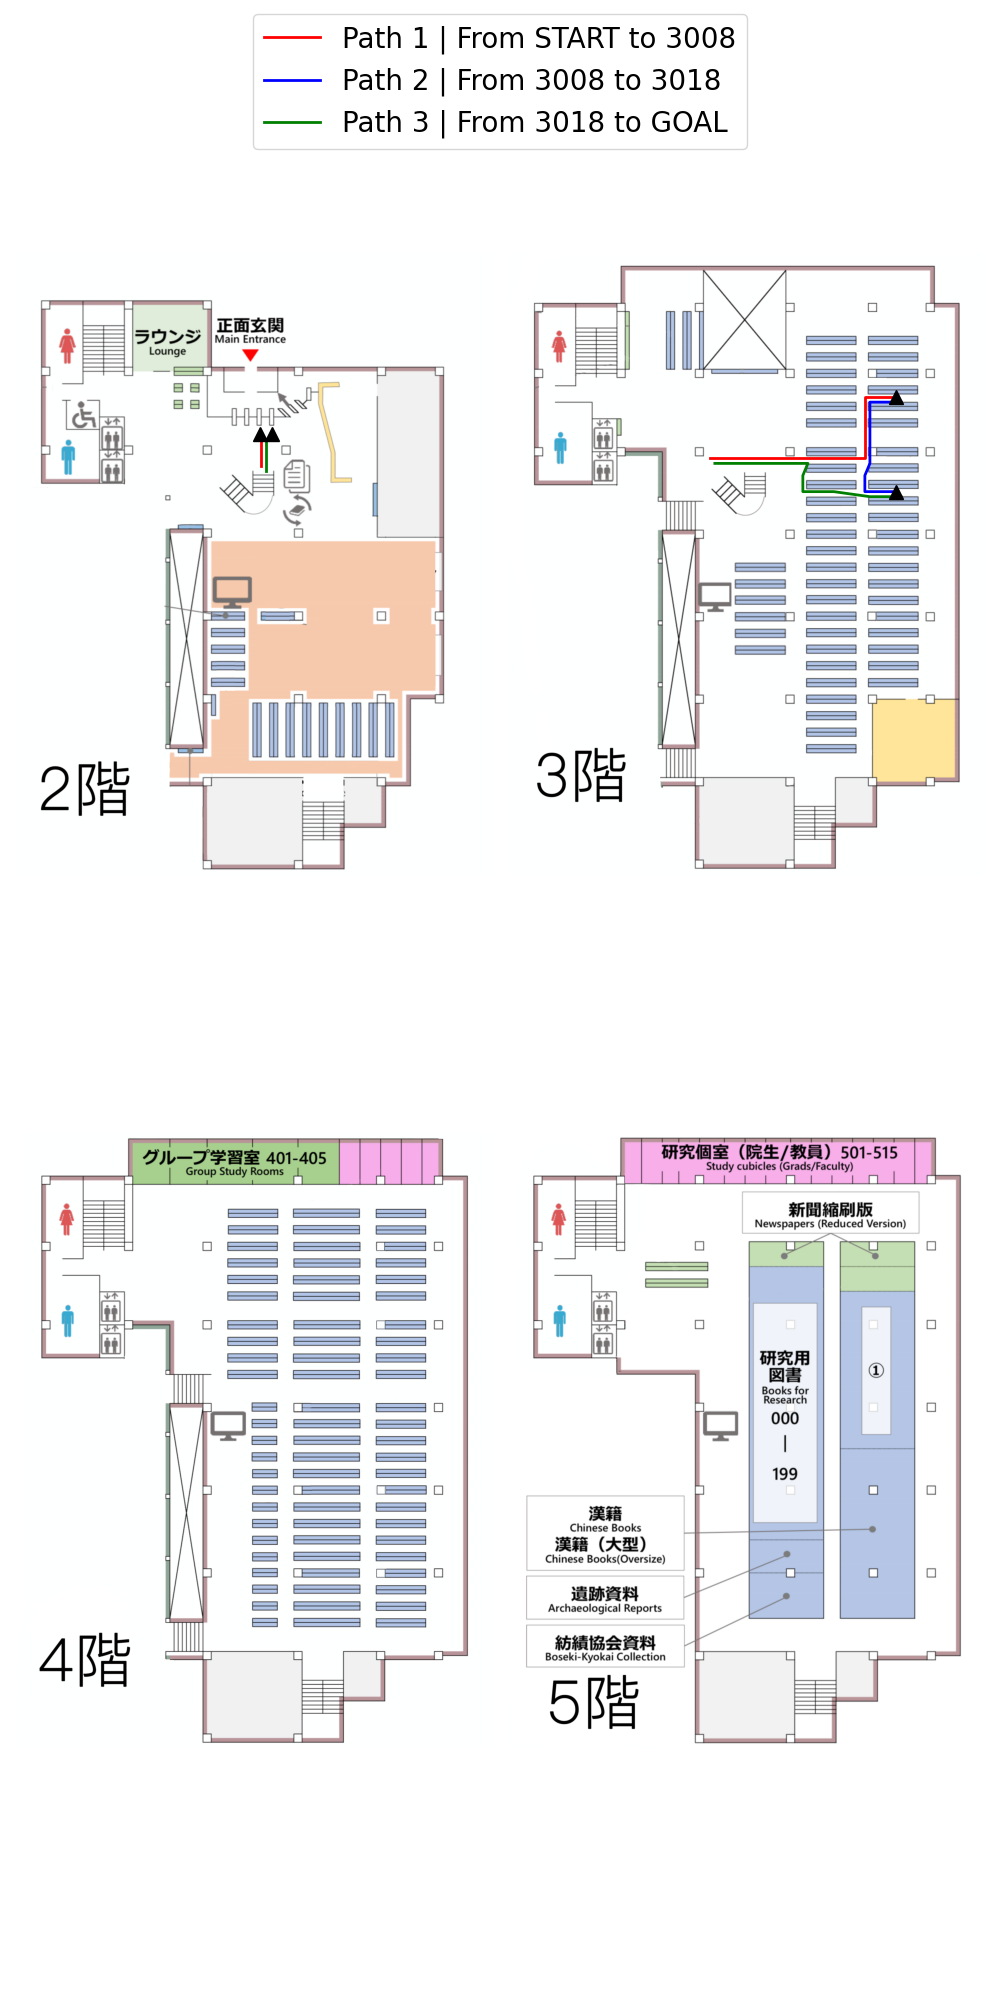 Path 1 | From START to 3008
Path 2 | From 3008 to 3018
Path 3 | From 3018 to GOAL
ラウンジ
Lounge
正面玄関
Main Entrance
2階
3階
グループ学習室 401-405
Group Study Rooms
4階
研究個室（院生/教員）501-515
Study cubicles (Grads/Faculty)
新聞縮刷版
Newspapers (Reduced Version)
研究用
図書
Books for
Research
000
|
199
①
漢籍
Chinese Books
漢籍（大型）
Chinese Books(Oversize)
遺跡資料
Archaeological Reports
紡績協会資料
Boseki-Kyokai Collection
5階